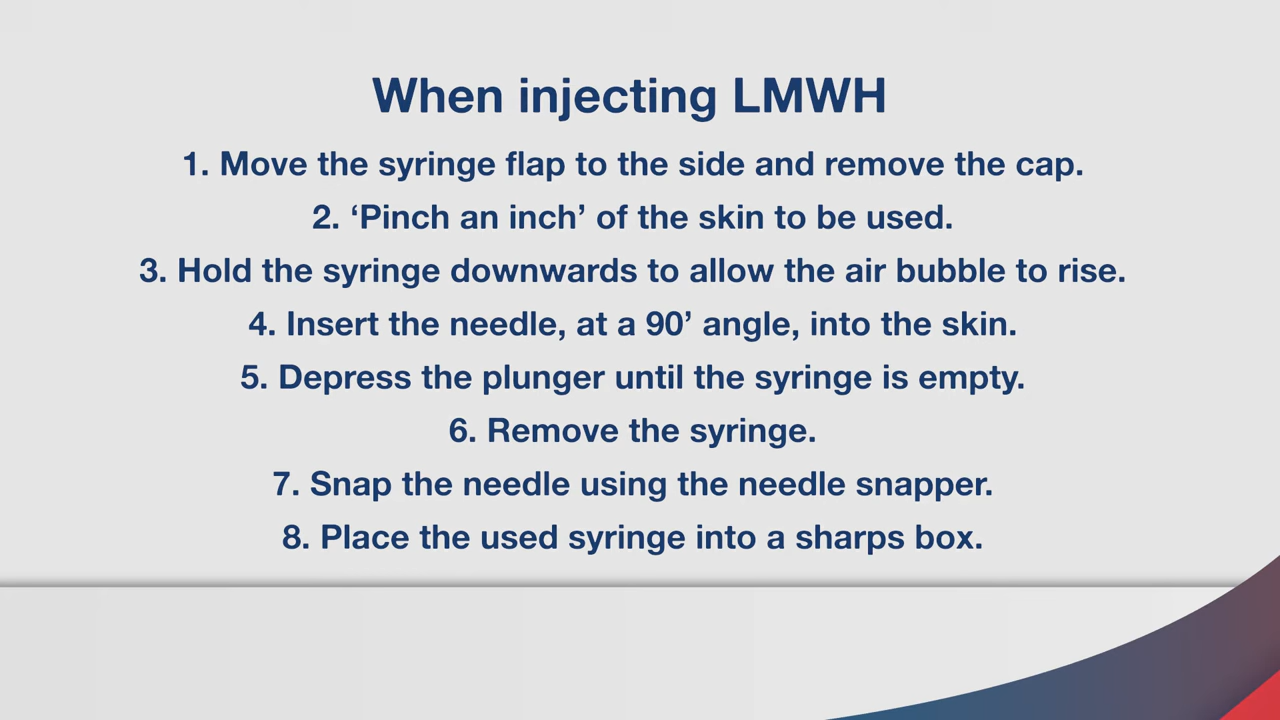 When injecting LMWH
1. Move the syringe flap to the side and remove the cap.
2. ‘Pinch an inch’ of the skin to be used.
3. Hold the syringe downwards to allow the air bubble to rise.
4. Insert the needle, at a 90’ angle, into the skin.
5. Depress the plunger until the syringe is empty.
6. Remove the syringe.
7. Snap the needle using the needle snapper.
8. Place the used syringe into a sharps box.